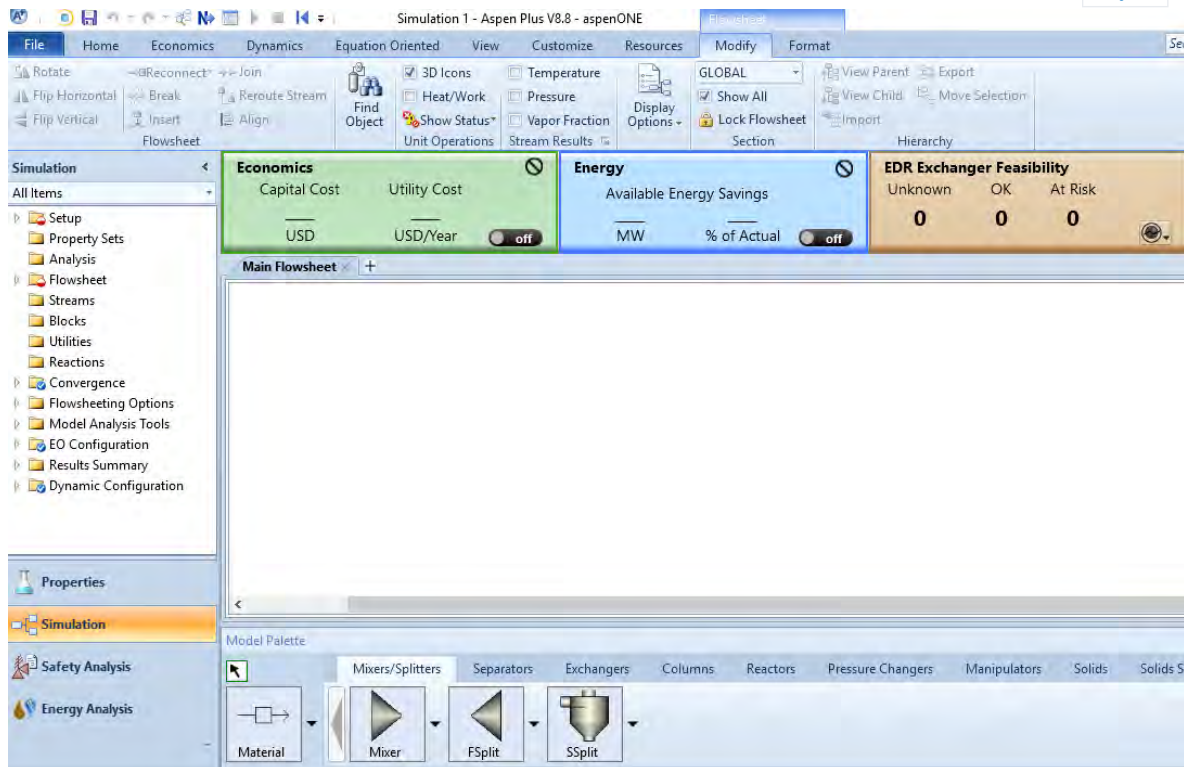 Simulation 1 - Aspen Plus V8.8 - aspenONE
File Home Economics Dynamics Equation Oriented View Customize Resources Modify Format
Rotate Reconnect Join
Flip Horizontal Break Reroute Stream
Flip Vertical Insert Align
Flowsheet
Find Object
3D Icons
Heat/Work
Show Status
Unit Operations
Temperature
Pressure
Vapor Fraction
Stream Results
Display Options
GLOBAL
Show All
Lock Flowsheet
Section
View Parent Export
View Child Move Selection
Import
Hierarchy
Simulation
All Items
Setup
Property Sets
Analysis
Flowsheet
Streams
Blocks
Utilities
Reactions
Convergence
Flowsheeting Options
Model Analysis Tools
EO Configuration
Results Summary
Dynamic Configuration
Properties
Simulation
Safety Analysis
Energy Analysis
Economics
Capital Cost Utility Cost
USD USD/Year off
Energy
Available Energy Savings
MW % of Actual off
EDR Exchanger Feasibility
Unknown OK At Risk
0 0 0
Main Flowsheet +
Model Palette
Mixers/Splitters Separators Exchangers Columns Reactors Pressure Changers Manipulators Solids Solids S
Material Mixer FSplit SSplit